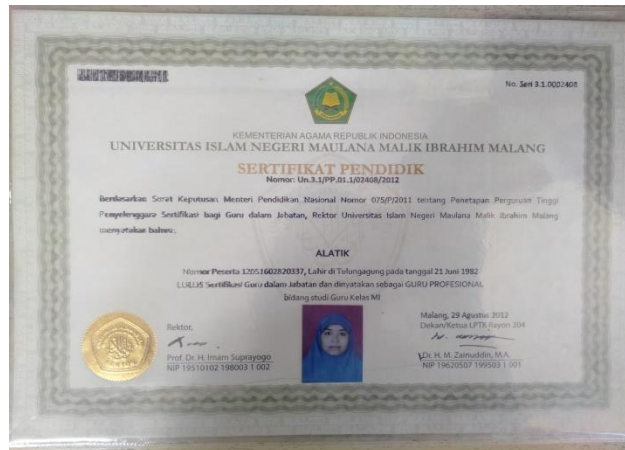 No. Seri 3.1.0002408
KEMENTERIAN AGAMA REPUBLIK INDONESIA
UNIVERSITAS ISLAM NEGERI MAULANA MALIK IBRAHIM MALANG
SERTIFIKAT PENDIDIK
Nomor: Un.3.1/PP.01.1/02408/2012
Berdasarkan Surat Keputusan Menteri Pendidikan Nasional Nomor 075/P/2011 tentang Penetapan Perguruan Tinggi
Penyelenggara Sertifikasi bagi Guru dalam Jabatan, Rektor Universitas Islam Negeri Maulana Malik Ibrahim Malang
menyatakan bahwa:
ALATIK
Nomor Peserta 12051602820337, Lahir di Tulungagung pada tanggal 21 Juni 1982
LULUS Sertifikasi Guru dalam Jabatan dan dinyatakan sebagai GURU PROFESIONAL
bidang studi Guru Kelas MI
Rektor,
Prof. Dr. H. Imam Suprayogo
NIP 19510102 198003 1 002
Malang, 29 Agustus 2012
Dekan/Ketua LPTK Rayon 204
Dr. H. M. Zainuddin, M.A.
NIP 19620507 199503 1 001